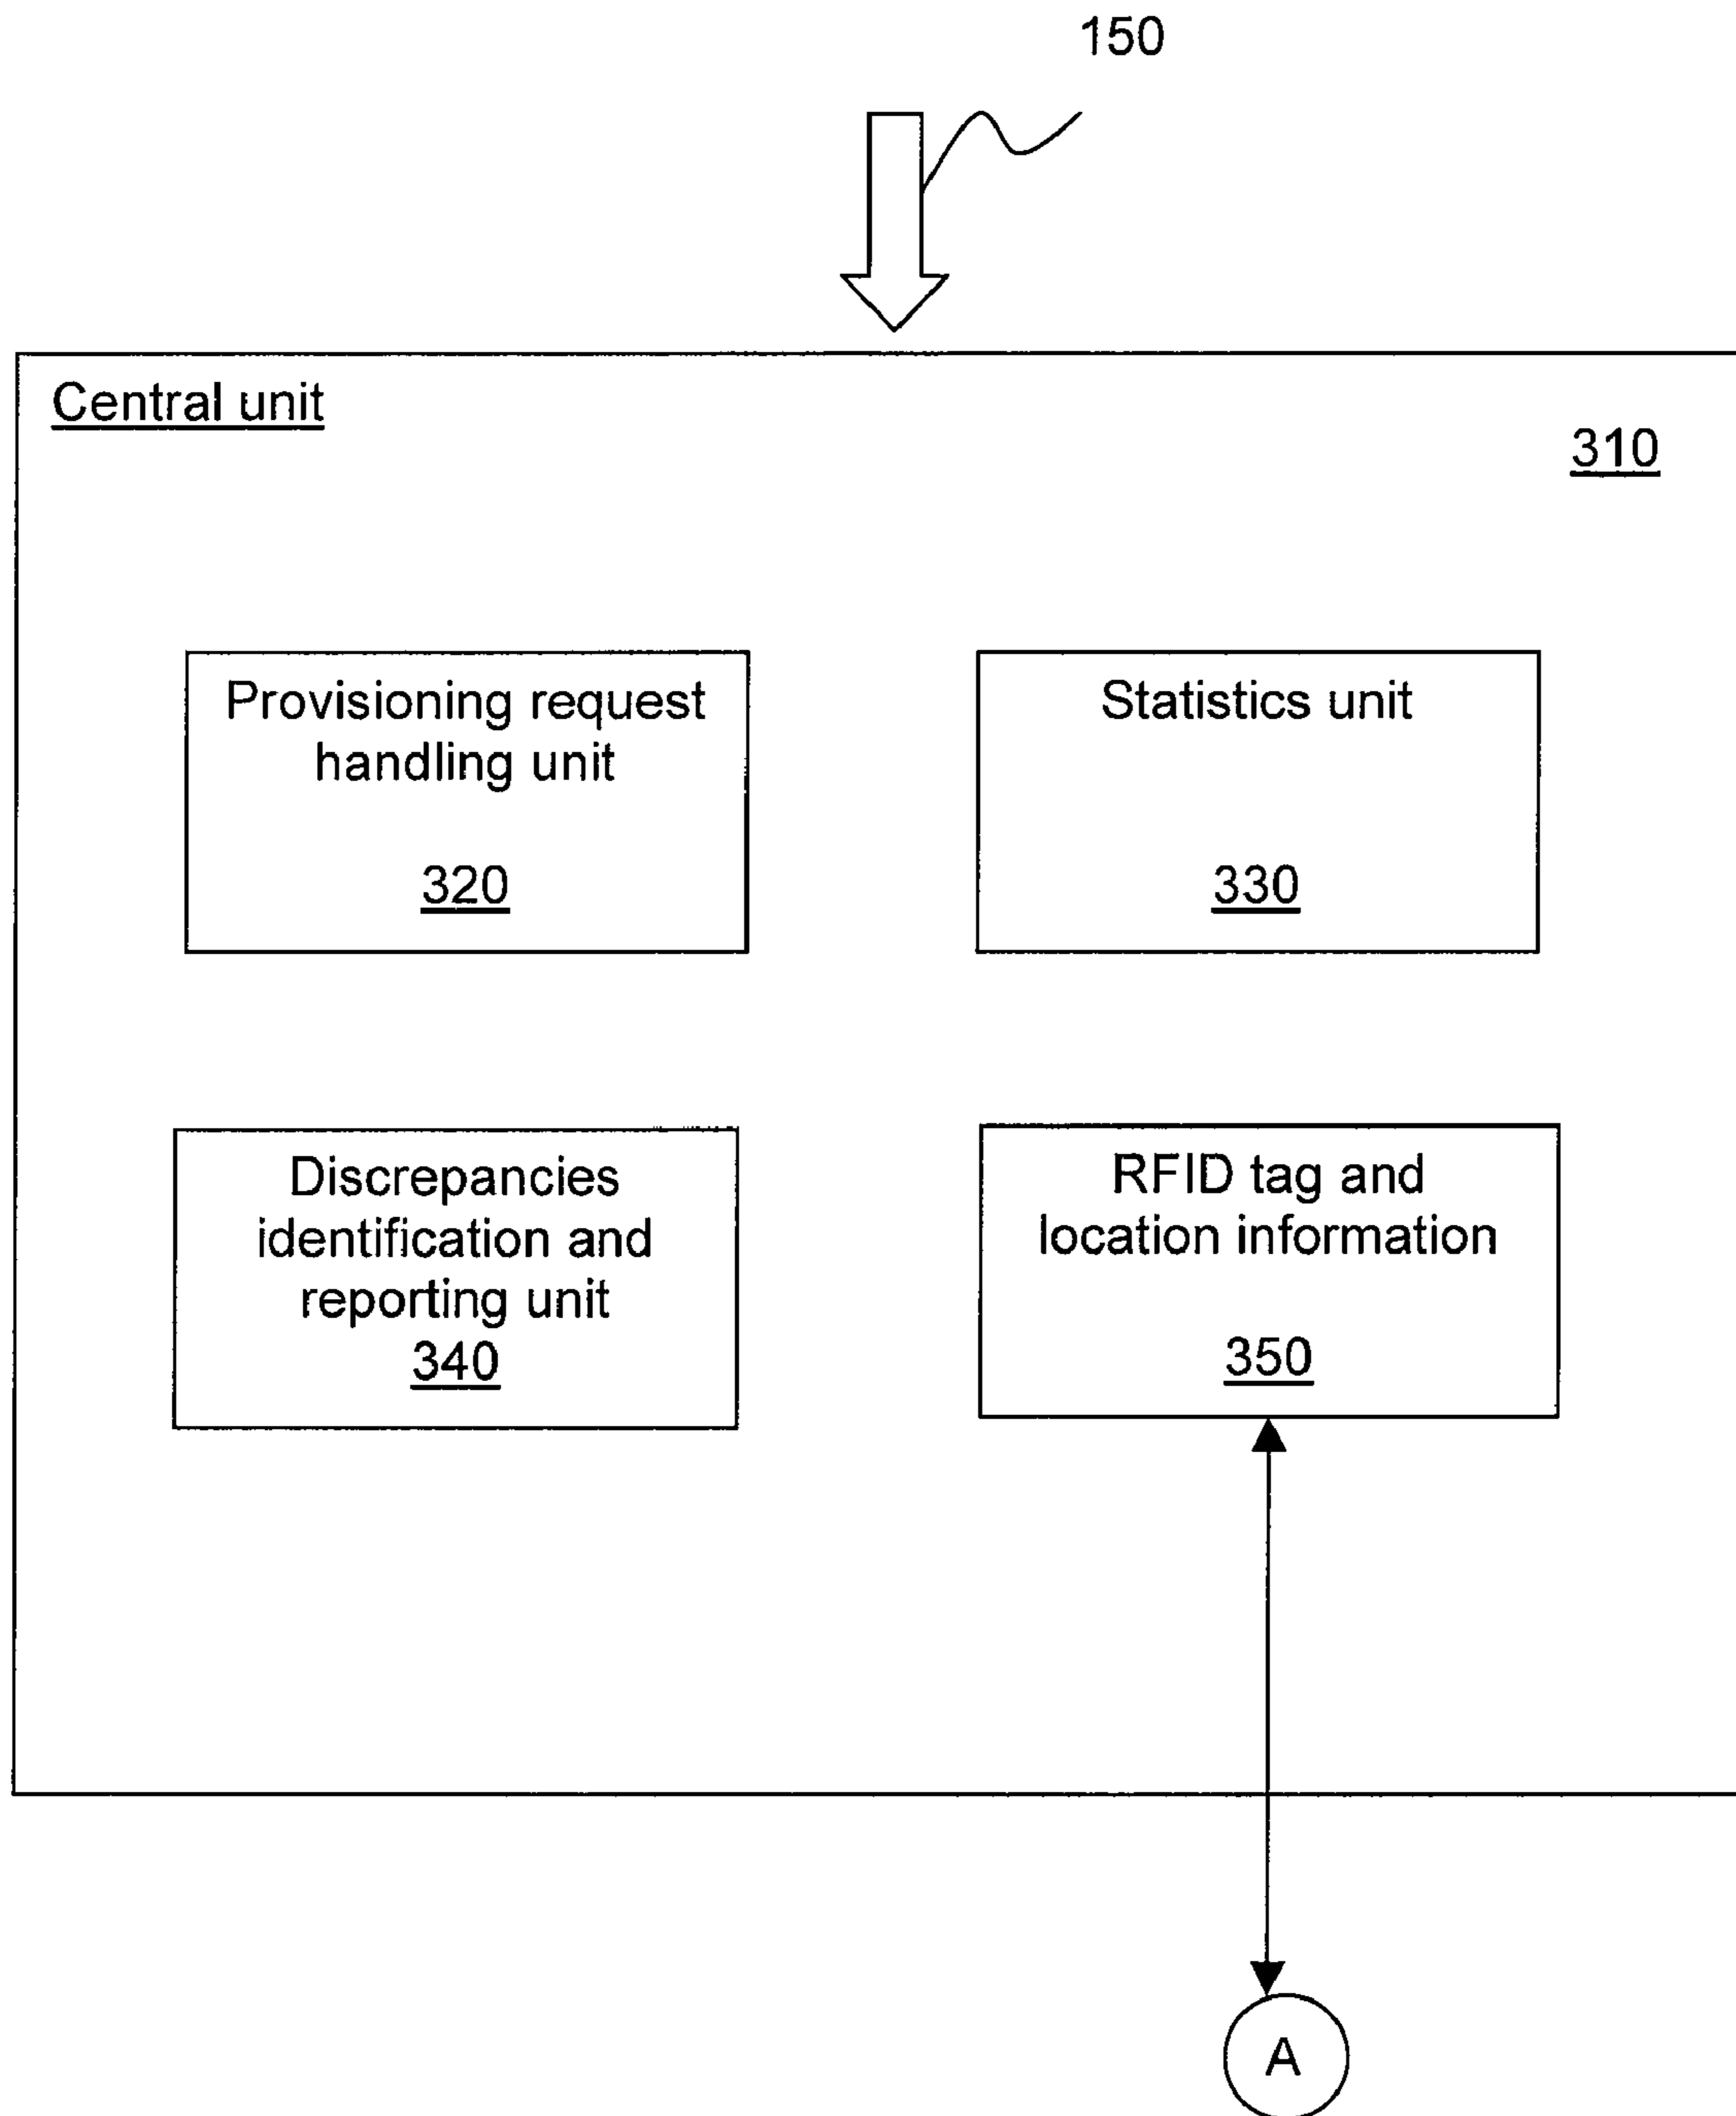 150
Central unit
310
Provisioning request
handling unit
320
Statistics unit
330
Discrepancies
identification and
reporting unit
340
RFID tag and
location information
350
A